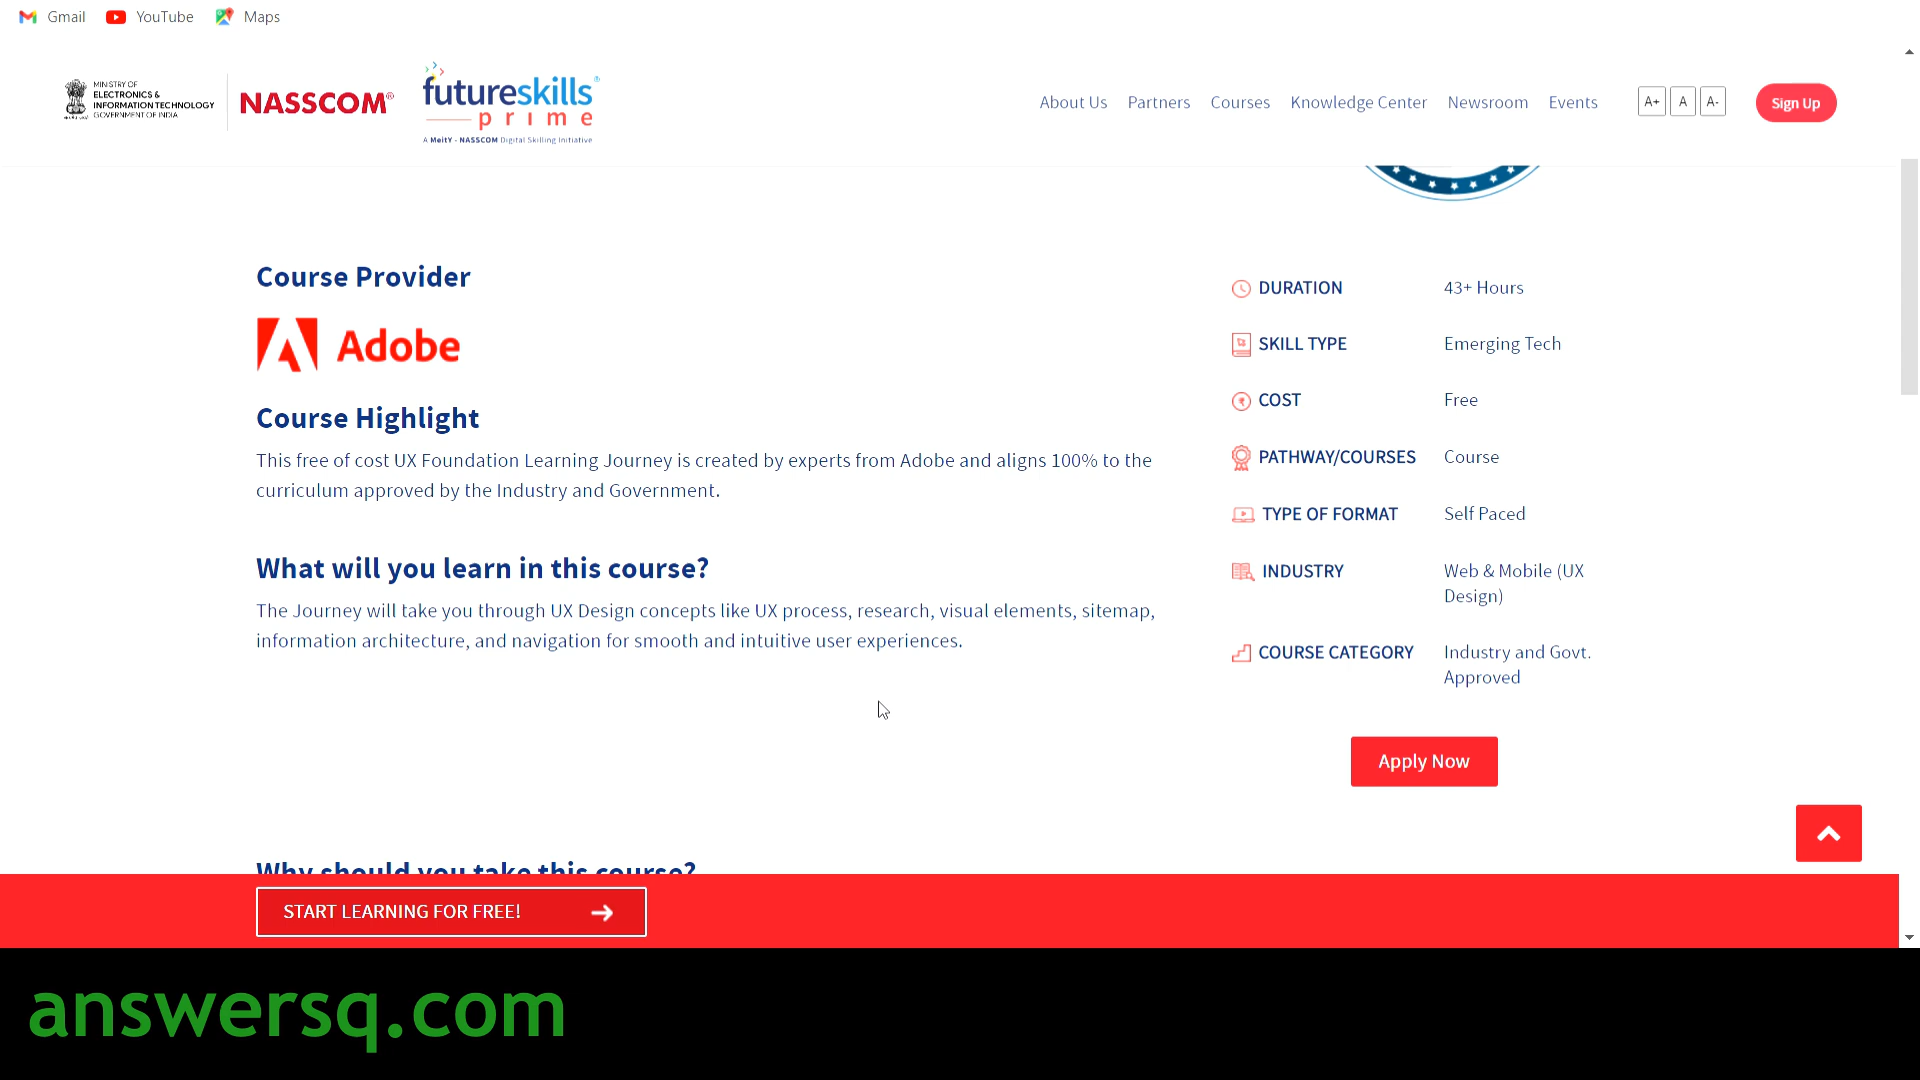 Gmail YouTube Maps
MINISTRY OF
ELECTRONICS &
INFORMATION TECHNOLOGY
GOVERNMENT OF INDIA
NASSCOM®
futureskills
prime
A MeitY - NASSCOM Digital Skilling Initiative
About Us Partners Courses Knowledge Center Newsroom Events A+ A A- Sign Up
Course Provider
Adobe
Course Highlight
This free of cost UX Foundation Learning Journey is created by experts from Adobe and aligns 100% to the
curriculum approved by the Industry and Government.
What will you learn in this course?
The Journey will take you through UX Design concepts like UX process, research, visual elements, sitemap,
information architecture, and navigation for smooth and intuitive user experiences.
DURATION 43+ Hours
SKILL TYPE Emerging Tech
COST Free
PATHWAY/COURSES Course
TYPE OF FORMAT Self Paced
INDUSTRY Web & Mobile (UX
Design)
COURSE CATEGORY Industry and Govt.
Approved
Apply Now
Why should you take this course?
START LEARNING FOR FREE!
answersq.com